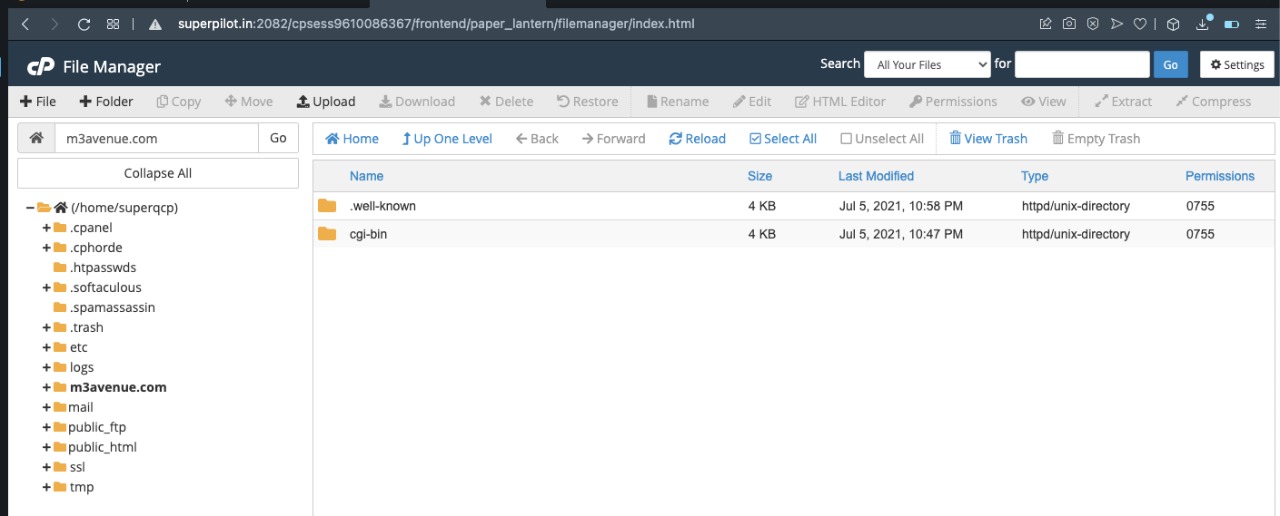 superpilot.in:2082/cpsess9610086367/frontend/paper_lantern/filemanager/index.html
cP File Manager
Search All Your Files for Go Settings
+ File + Folder Copy Move Upload Download Delete Restore Rename Edit HTML Editor Permissions View Extract Compress
m3avenue.com Go
Home Up One Level Back Forward Reload Select All Unselect All View Trash Empty Trash
Collapse All
Name Size Last Modified Type Permissions
.well-known 4 KB Jul 5, 2021, 10:58 PM httpd/unix-directory 0755
cgi-bin 4 KB Jul 5, 2021, 10:47 PM httpd/unix-directory 0755
(/home/superqcp)
.cpanel
.cphorde
.htpasswds
.softaculous
.spamassassin
.trash
etc
logs
m3avenue.com
mail
public_ftp
public_html
ssl
tmp